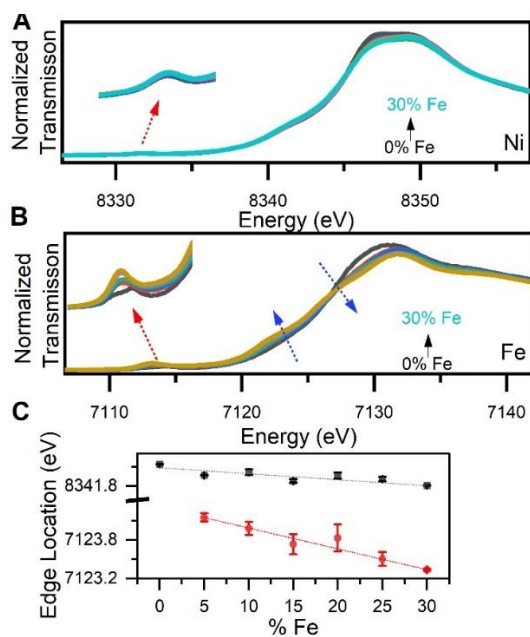 A
Normalized
Transmisson
30% Fe
0% Fe
Ni
8330
8340
8350
Energy (eV)
B
Normalized
Transmisson
30% Fe
0% Fe
Fe
7110
7120
7130
7140
Energy (eV)
C
Edge Location (eV)
8341.8
7123.8
7123.2
0
5
10
15
20
25
30
% Fe